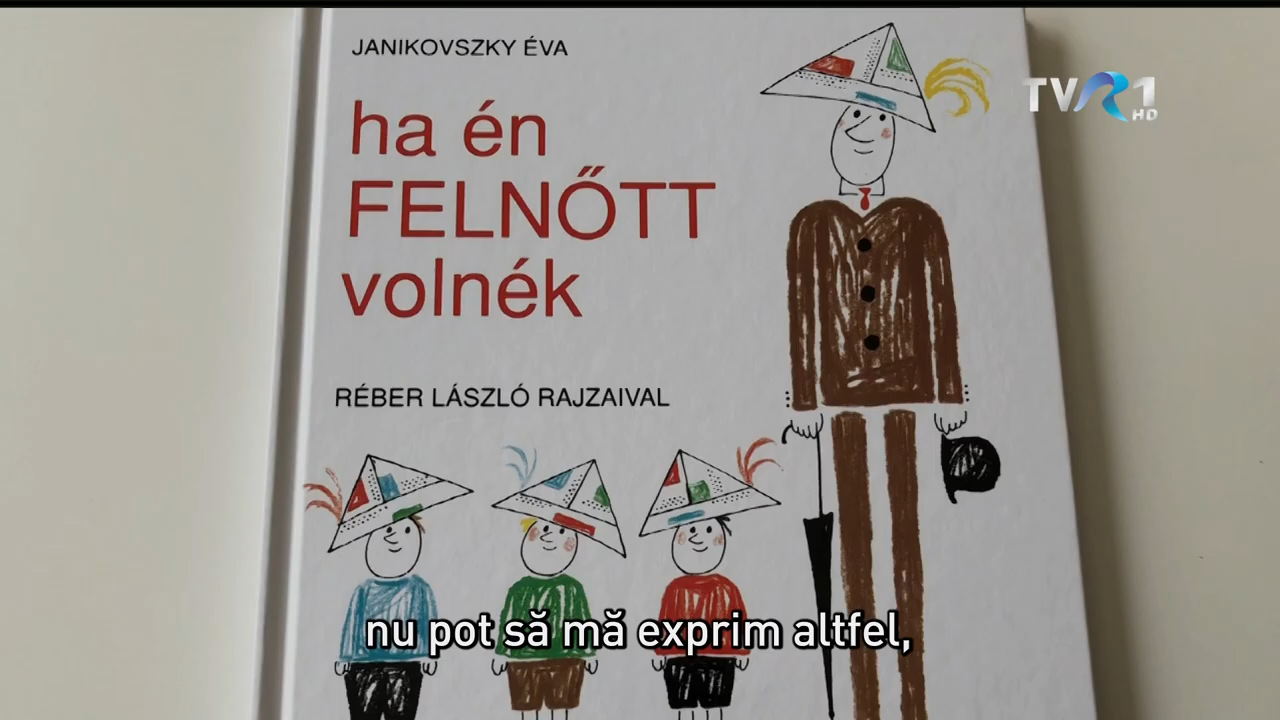 JANIKOVSZKY ÉVA
ha én
FELNŐTT
volnék
RÉBER LÁSZLÓ RAJZAIVAL
TVR1
HD
nu pot să mă exprim altfel,